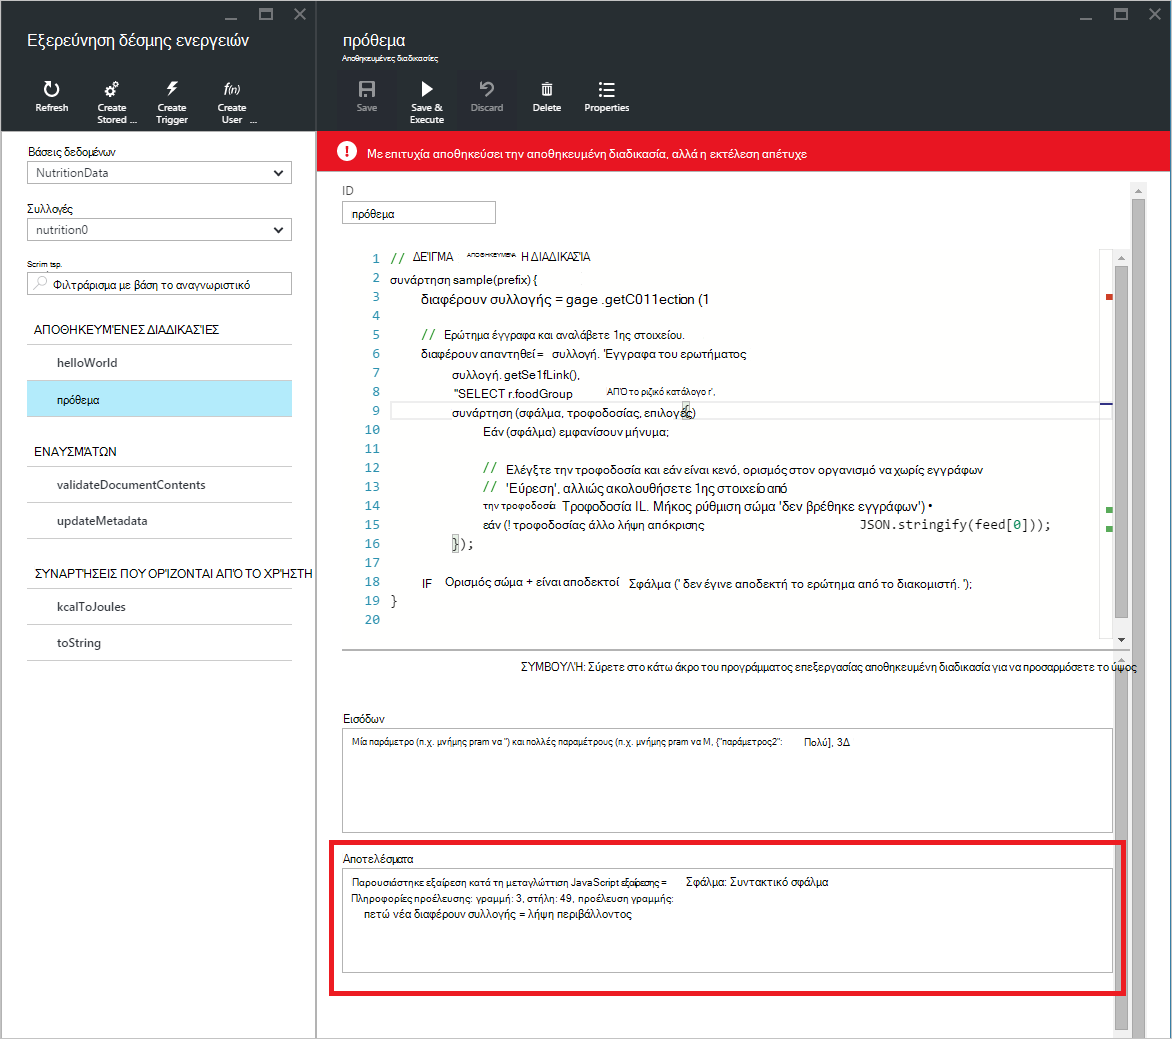 Εξερεύνηση δέσμης ενεργειών
Refresh
Create Stored ...
Create Trigger
Create User ...
Βάσεις δεδομένων
NutritionData
Συλλογές
nutrition0
Scrim tsp.
Φιλτράρισμα με βάση το αναγνωριστικό
ΑΠΟΘΗΚΕΥΜΈΝΕΣ ΔΙΑΔΙΚΑΣΊΕΣ
helloWorld
πρόθεμα
ΕΝΑΥΣΜΆΤΩΝ
validateDocumentContents
updateMetadata
ΣΥΝΑΡΤΉΣΕΙΣ ΠΟΥ ΟΡΊΖΟΝΤΑΙ ΑΠΌ ΤΟ ΧΡΉΣΤΗ
kcalToJoules
toString
πρόθεμα
Αποθηκευμένες διαδικασίες
Save
Save & Execute
Discard
Delete
Properties
Με επιτυχία αποθηκεύσει την αποθηκευμένη διαδικασία, αλλά η εκτέλεση απέτυχε
ID
πρόθεμα
1 // ΔΕΊΓΜΑ ΑΠΟΘΗΚΕΥΜΈΝΑ Η ΔΙΑΔΙΚΑΣΊΑ
2 συνάρτηση sample(prefix) {
3 διαφέρουν συλλογής = gage .getC011ection (1
4
5 // Ερώτημα έγγραφα και αναλάβετε 1ης στοιχείου.
6 διαφέρουν απαντηθεί = συλλογή. 'Έγγραφα του ερωτήματος
7 συλλογή. getSe1fLink(),
8 "SELECT r.foodGroup ΑΠΌ το ριζικό κατάλογο r',
9 συνάρτηση (σφάλμα, τροφοδοσίας, επιλογές) {
10 Εάν (σφάλμα) εμφανίσουν μήνυμα;
11
12 // Ελέγξτε την τροφοδοσία και εάν είναι κενό, ορισμός στον οργανισμό να χωρίς εγγράφων
13 // 'Εύρεση', αλλιώς ακολουθήσετε 1ης στοιχείο από
14 την τροφοδοσία Τροφοδοσία IL. Μήκος ρύθμιση σώμα 'δεν βρέθηκε εγγράφων') •
15 εάν (! τροφοδοσίας άλλο λήψη απόκρισης JSON.stringify(feed[0]));
16 });
17
18 IF Ορισμός σώμα + είναι αποδεκτοί Σφάλμα (' δεν έγινε αποδεκτή το ερώτημα από το διακομιστή. ');
19 }
20
ΣΥΜΒΟΥΛΉ: Σύρετε στο κάτω άκρο του προγράμματος επεξεργασίας αποθηκευμένη διαδικασία για να προσαρμόσετε το ύψος
Εισόδων
Μία παράμετρο (π.χ. μνήμης pram να '') και πολλές παραμέτρους (π.χ. μνήμης pram να M, {"παράμετρος2": Πολύ], 3Δ
Αποτελέσματα
Παρουσιάστηκε εξαίρεση κατά τη μεταγλώττιση JavaScript εξαίρεσης = Σφάλμα: Συντακτικό σφάλμα
Πληροφορίες προέλευσης: γραμμή: 3, στήλη: 49, προέλευση γραμμής:
πετώ νέα διαφέρουν συλλογής = λήψη περιβάλλοντος